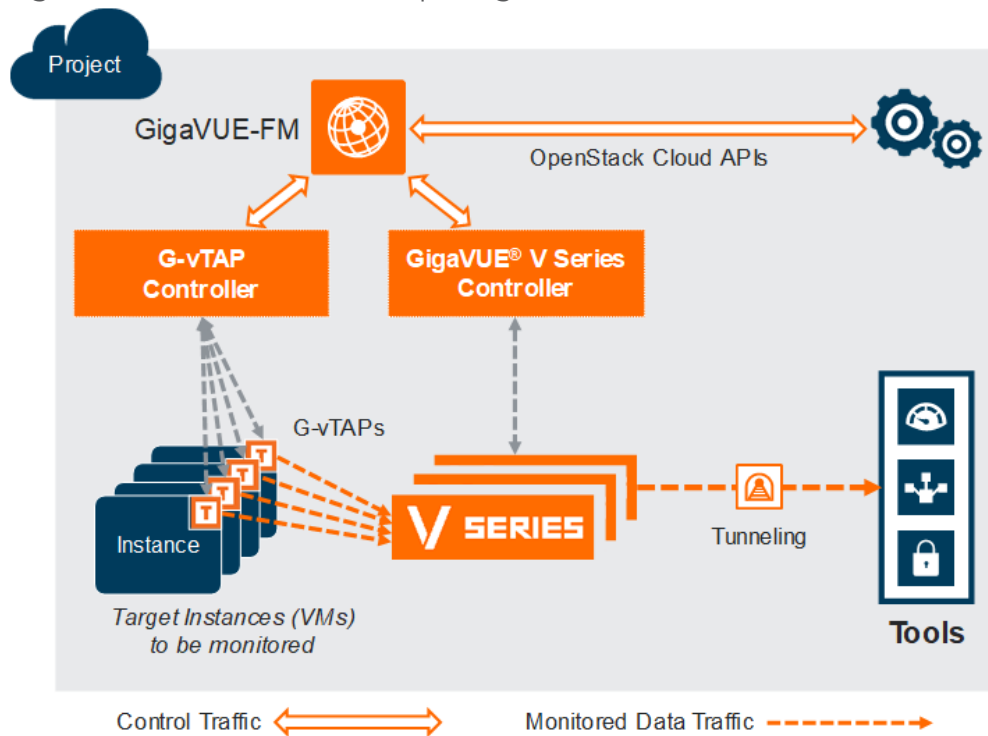 Project
GigaVUE-FM
OpenStack Cloud APIs
G-vTAP
Controller
GigaVUE® V Series
Controller
G-vTAPs
T
T
T
T
Instance
V SERIES
Tunneling
Target Instances (VMs)
to be monitored
Tools
Control Traffic
Monitored Data Traffic